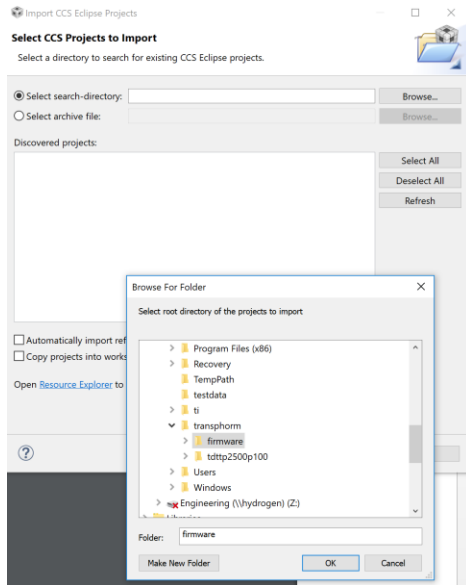 Import CCS Eclipse Projects
Select CCS Projects to Import
Select a directory to search for existing CCS Eclipse projects.
Select search-directory:
Browse...
Select archive file:
Browse...
Discovered projects:
Select All
Deselect All
Refresh
Browse For Folder
Select root directory of the projects to import
Automatically import ref
Copy projects into works
Open Resource Explorer to
Program Files (x86)
Recovery
TempPath
testdata
ti
transphorm
firmware
tdttp2500p100
Users
Windows
Engineering (\\hydrogen) (Z:)
Folder:
firmware
Make New Folder
OK
Cancel